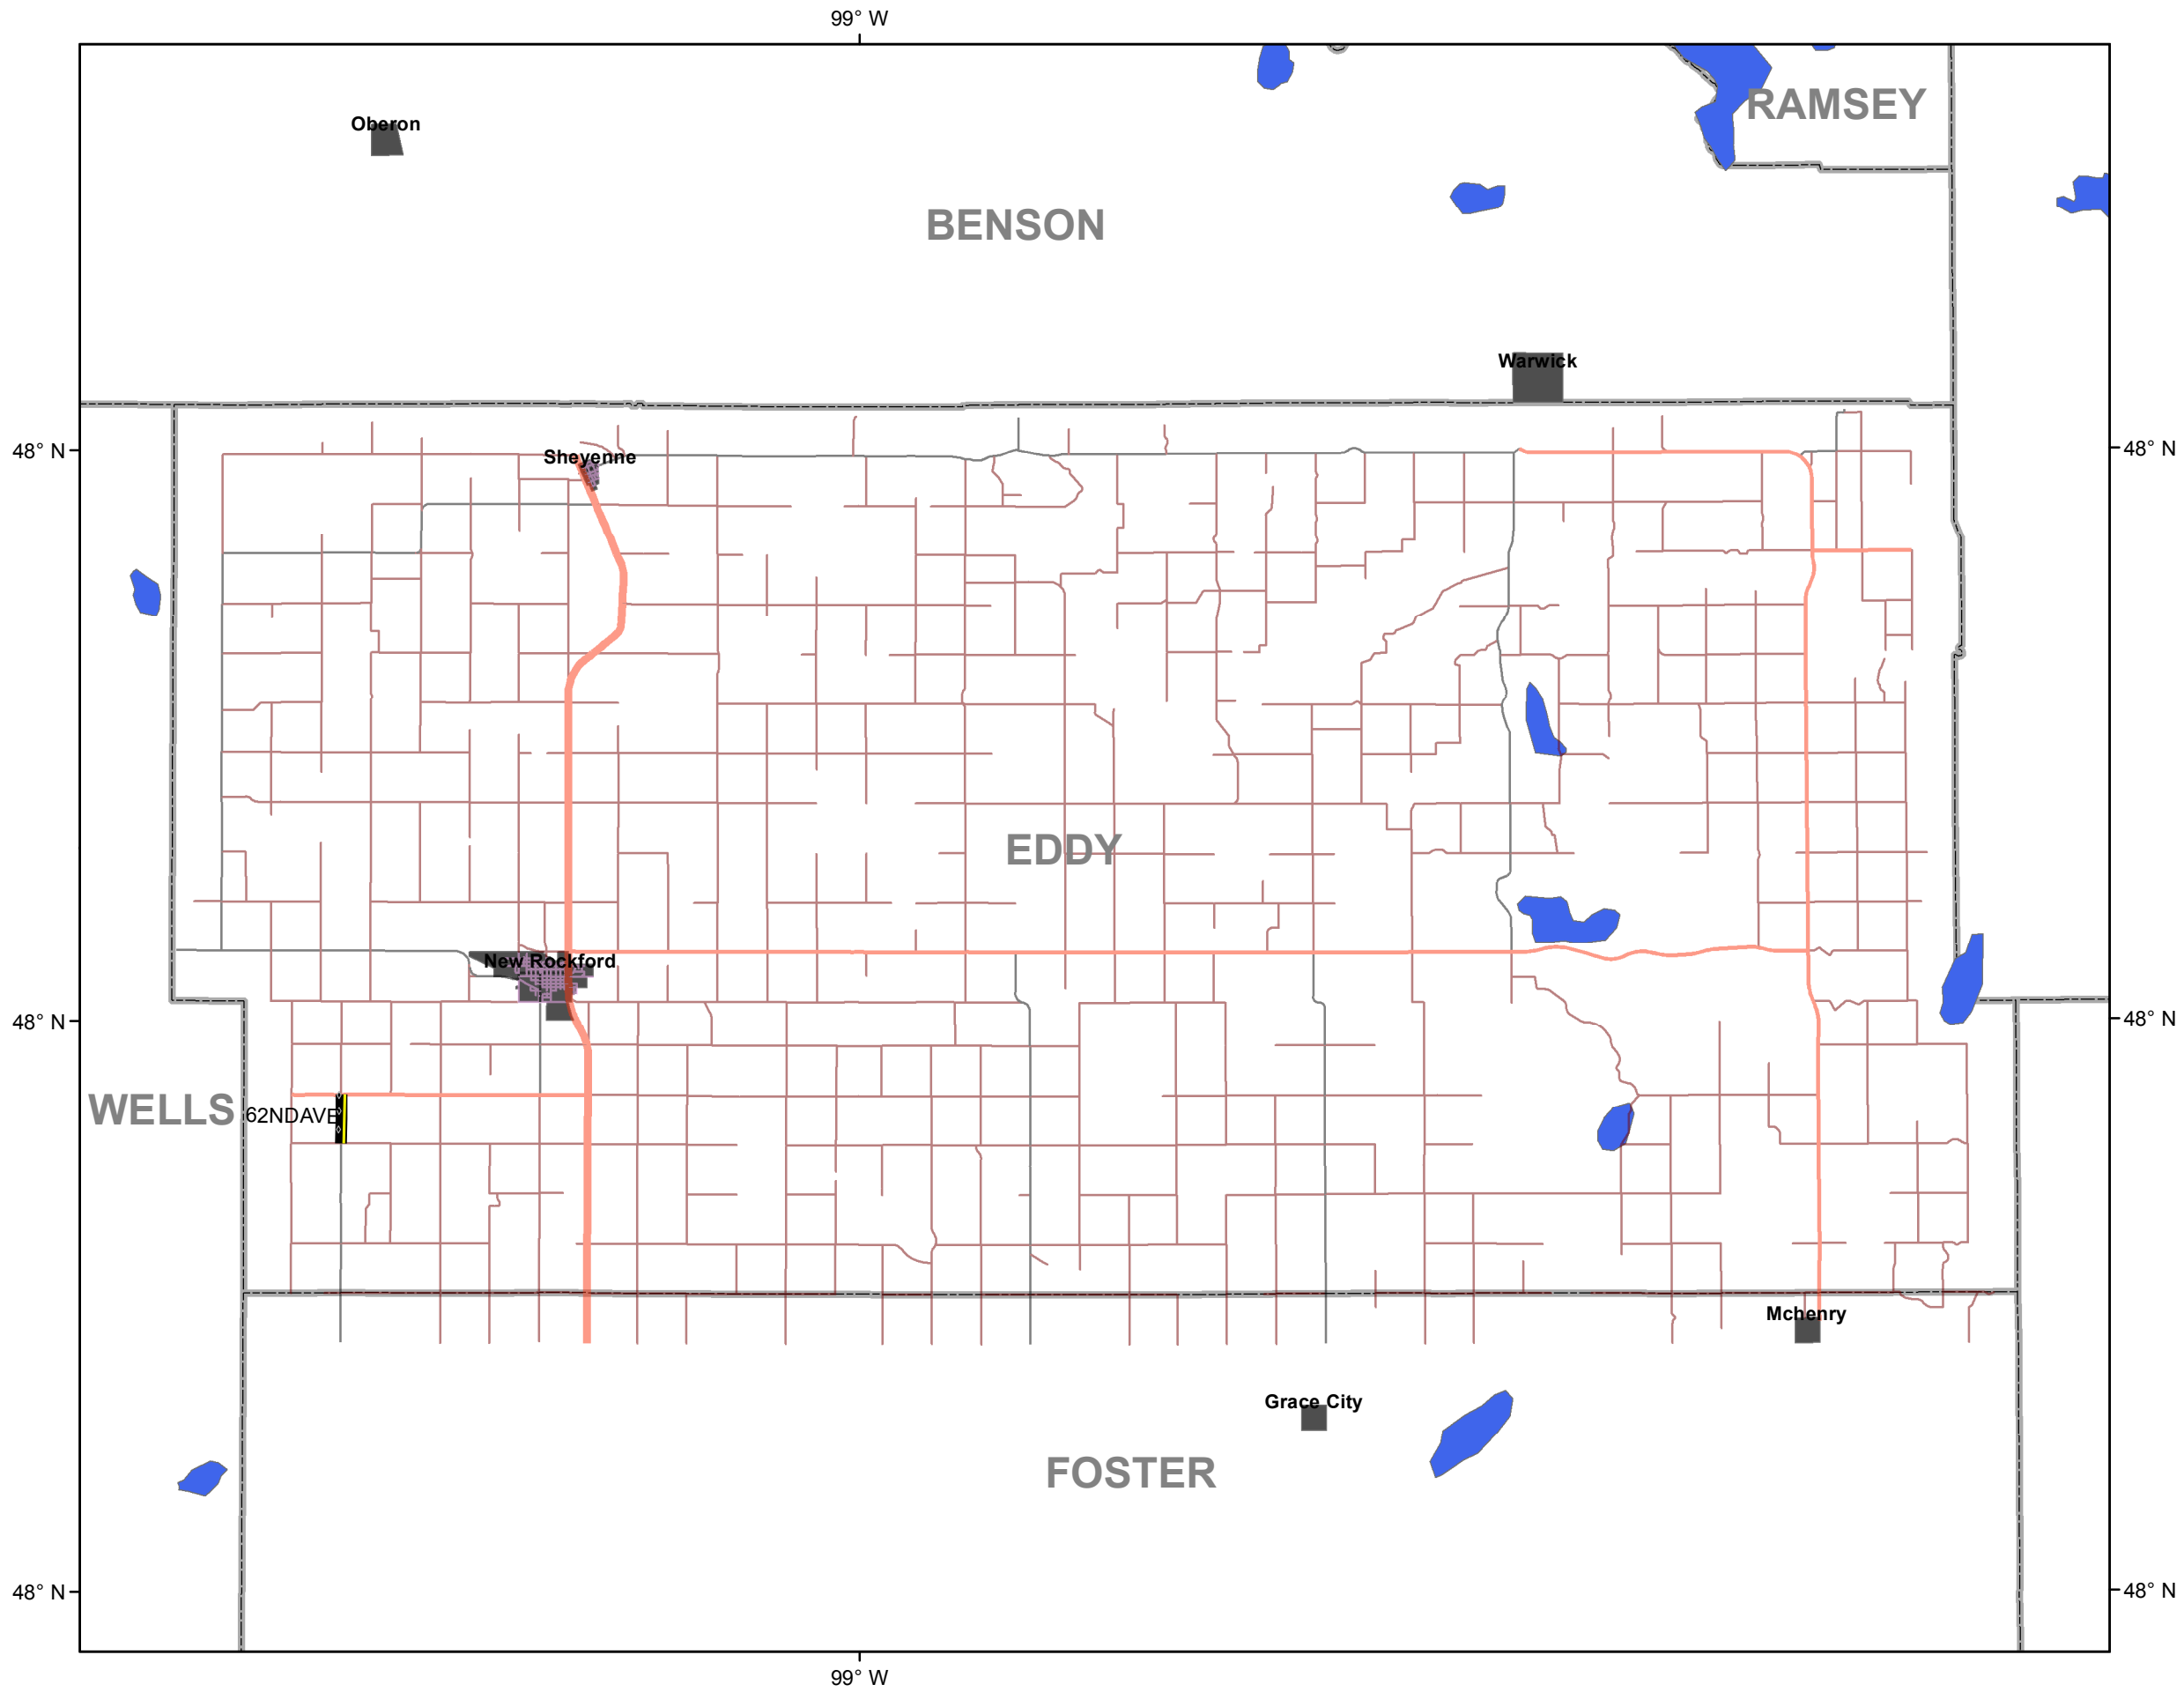 99° W
RAMSEY
Oberon
BENSON
Warwick
48° N
48° N
Sheyenne
EDDY
New Rockford
48° N
48° N
WELLS
62NDAVE
Mchenry
Grace City
FOSTER
48° N
48° N
99° W